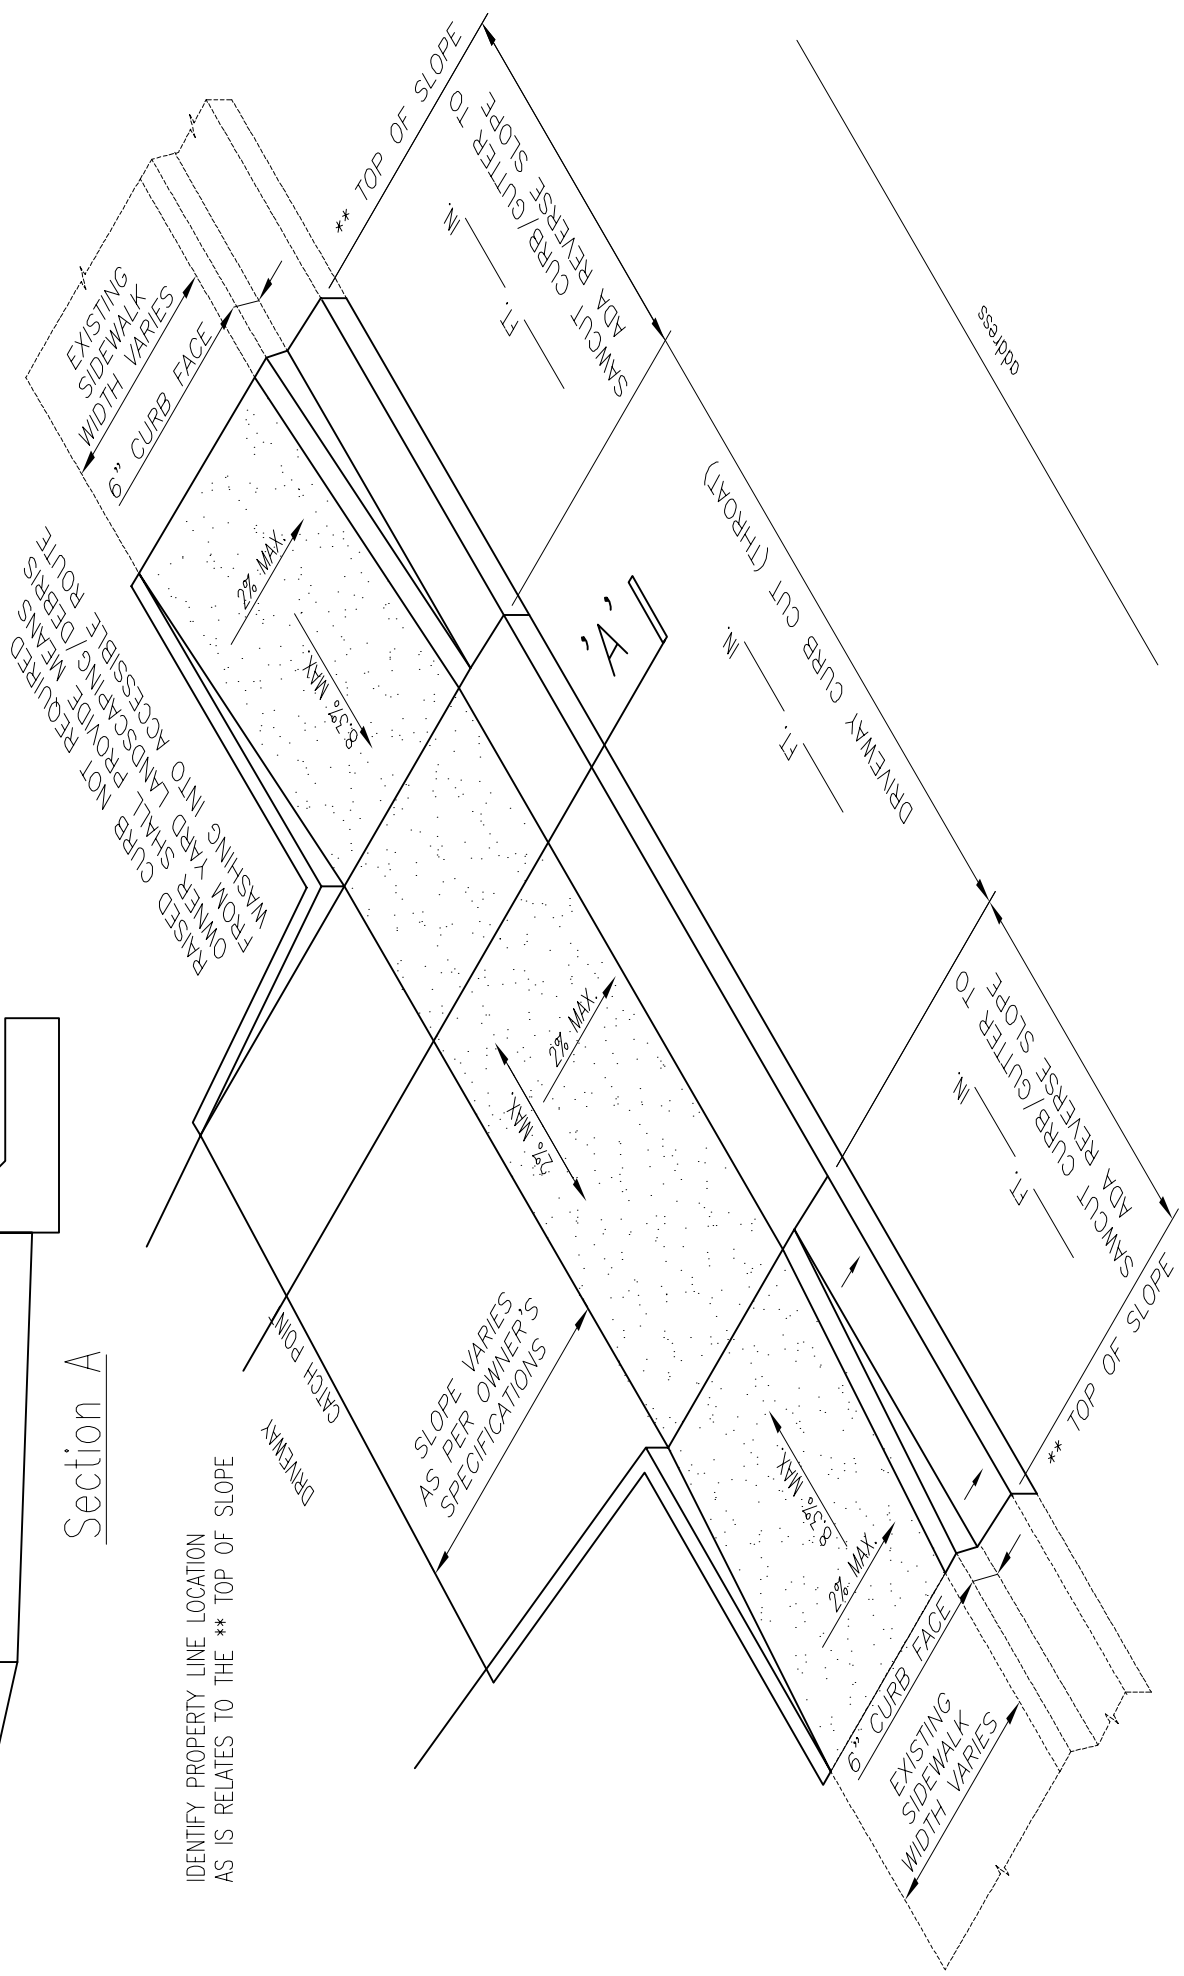 Section A
IDENTIFY PROPERTY LINE LOCATION
AS IS RELATES TO THE ** TOP OF SLOPE
RAISED CURB NOT REQUIRED
OWNER SHALL PROVIDE MEANS
FROM YARD LANDSCAPING/DEBRIS
WASHING INTO ACCESSIBLE ROUTE
EXISTING
SIDEWALK
WIDTH VARIES
6" CURB FACE
** TOP OF SLOPE
SAWCUT CURB/GUTTER TO
ADA REVERSE SLOPE
FT.
IN.
2% MAX.
8.3% MAX.
'A'
DRIVEWAY CURB CUT (THROAT)
FT.
IN.
address
2% MAX.
2% MAX.
DRIVEWAY
CATCH POINT
SLOPE VARIES
AS PER OWNER'S
SPECIFICATIONS
8.3% MAX.
2% MAX.
SAWCUT CURB/GUTTER TO
ADA REVERSE SLOPE
FT.
IN.
** TOP OF SLOPE
6" CURB FACE
EXISTING
SIDEWALK
WIDTH VARIES